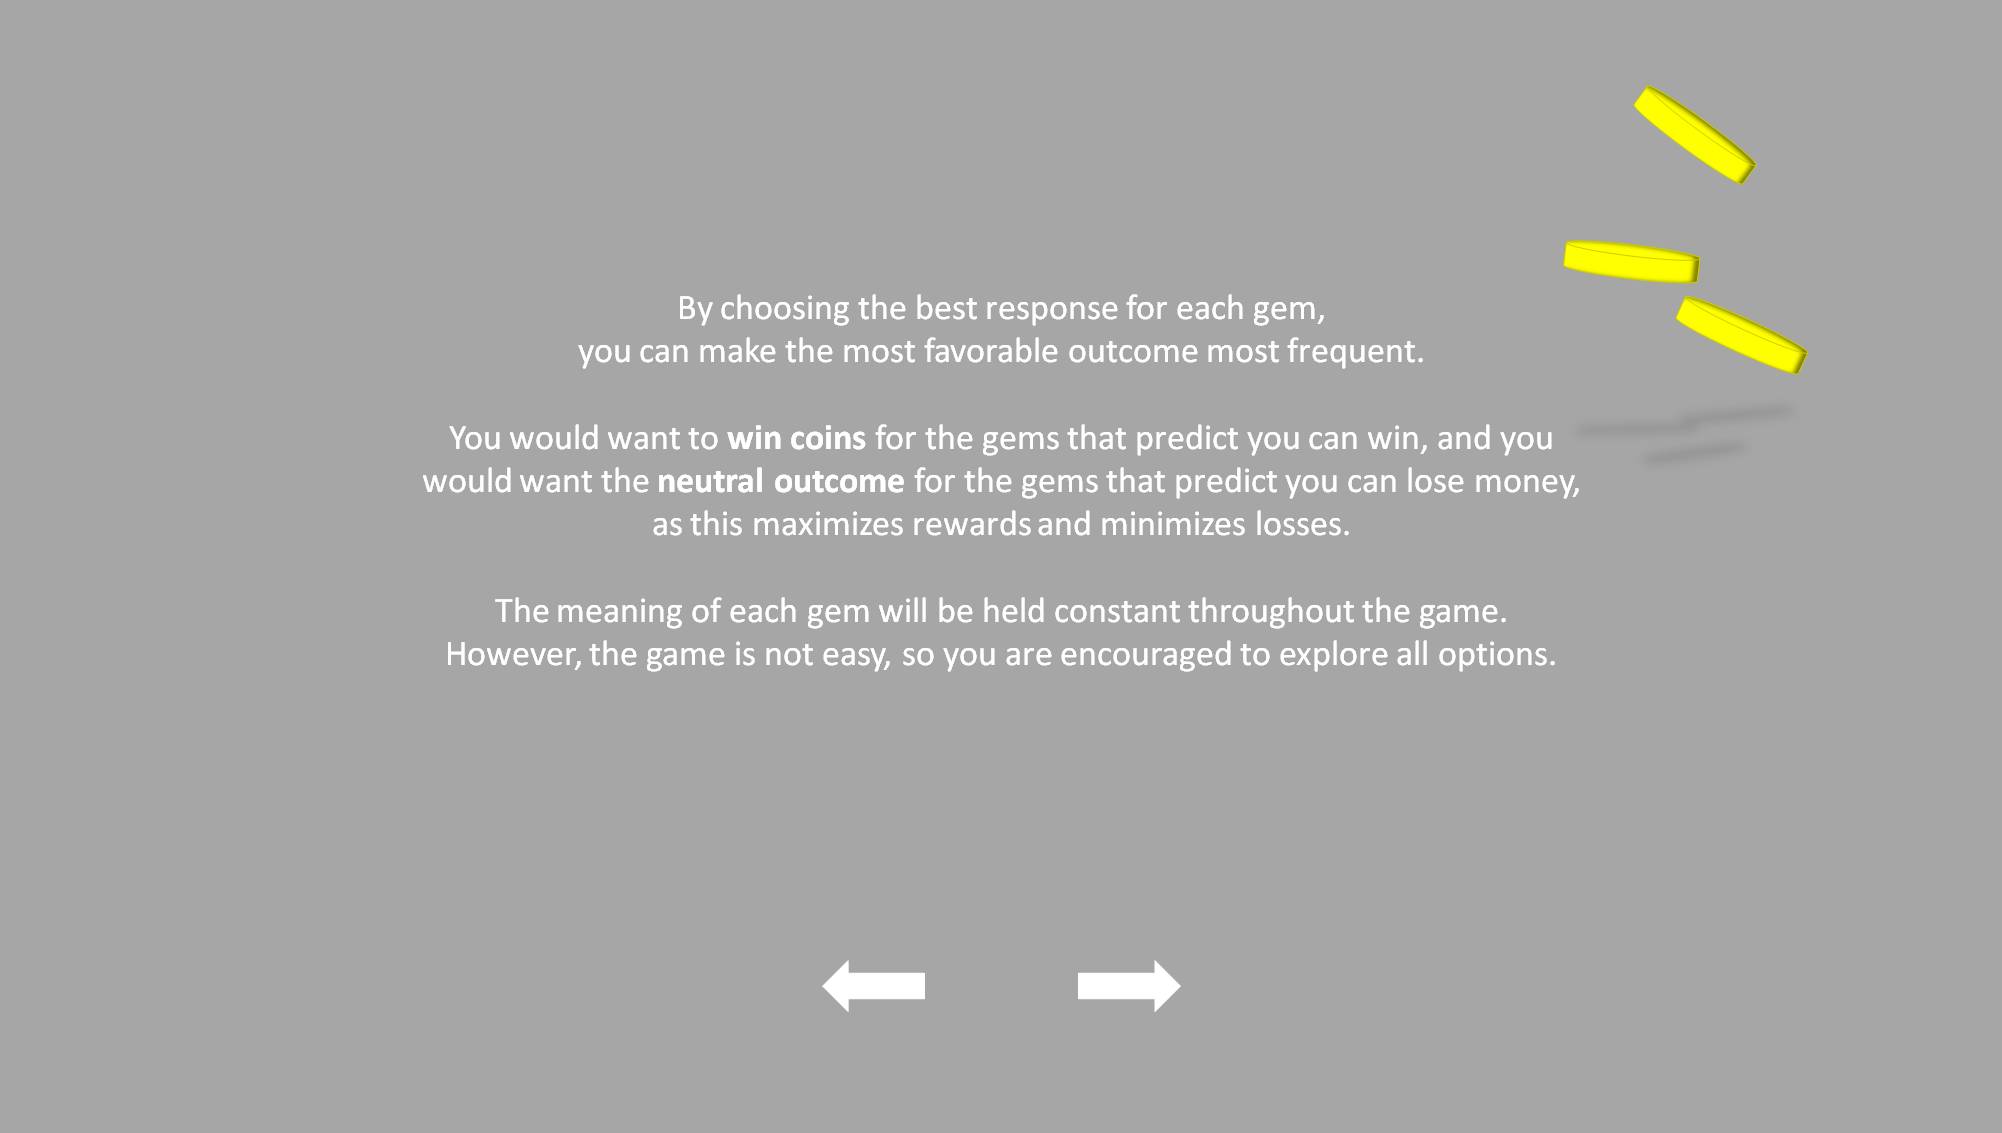 By choosing the best response for each gem,
you can make the most favorable outcome most frequent.
You would want to win coins for the gems that predict you can win, and you
would want the neutral outcome for the gems that predict you can lose money,
as this maximizes rewards and minimizes losses.
The meaning of each gem will be held constant throughout the game.
However, the game is not easy, so you are encouraged to explore all options.